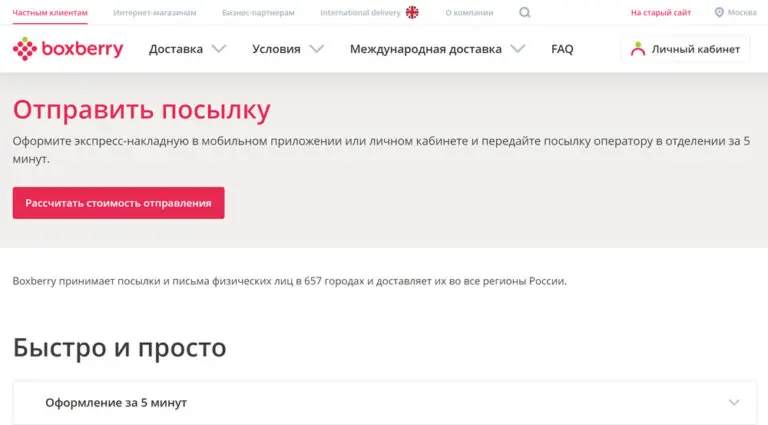 Частным клиентам Интернет-магазинам Бизнес-партнерам International delivery О компании На старый сайт Москва
boxberry Доставка Условия Международная доставка FAQ Личный кабинет
Отправить посылку
Оформите экспресс-накладную в мобильном приложении или личном кабинете и передайте посылку оператору в отделении за 5
минут.
Рассчитать стоимость отправления
Boxberry принимает посылки и письма физических лиц в 657 городах и доставляет их во все регионы России.
Быстро и просто
Оформление за 5 минут